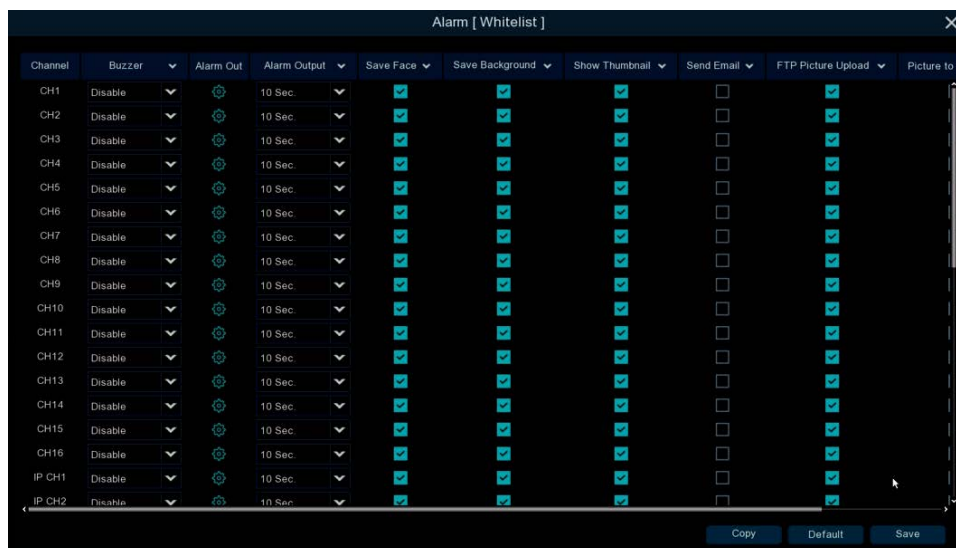 Alarm [ Whitelist ]
Channel Buzzer Alarm Out Alarm Output Save Face Save Background Show Thumbnail Send Email FTP Picture Upload Picture to
CH1 Disable 10 Sec.
CH2 Disable 10 Sec.
CH3 Disable 10 Sec.
CH4 Disable 10 Sec.
CH5 Disable 10 Sec.
CH6 Disable 10 Sec.
CH7 Disable 10 Sec.
CH8 Disable 10 Sec.
CH9 Disable 10 Sec.
CH10 Disable 10 Sec.
CH11 Disable 10 Sec.
CH12 Disable 10 Sec.
CH13 Disable 10 Sec.
CH14 Disable 10 Sec.
CH15 Disable 10 Sec.
CH16 Disable 10 Sec.
IP CH1 Disable 10 Sec.
IP CH2 Disable 10 Sec.
Copy Default Save